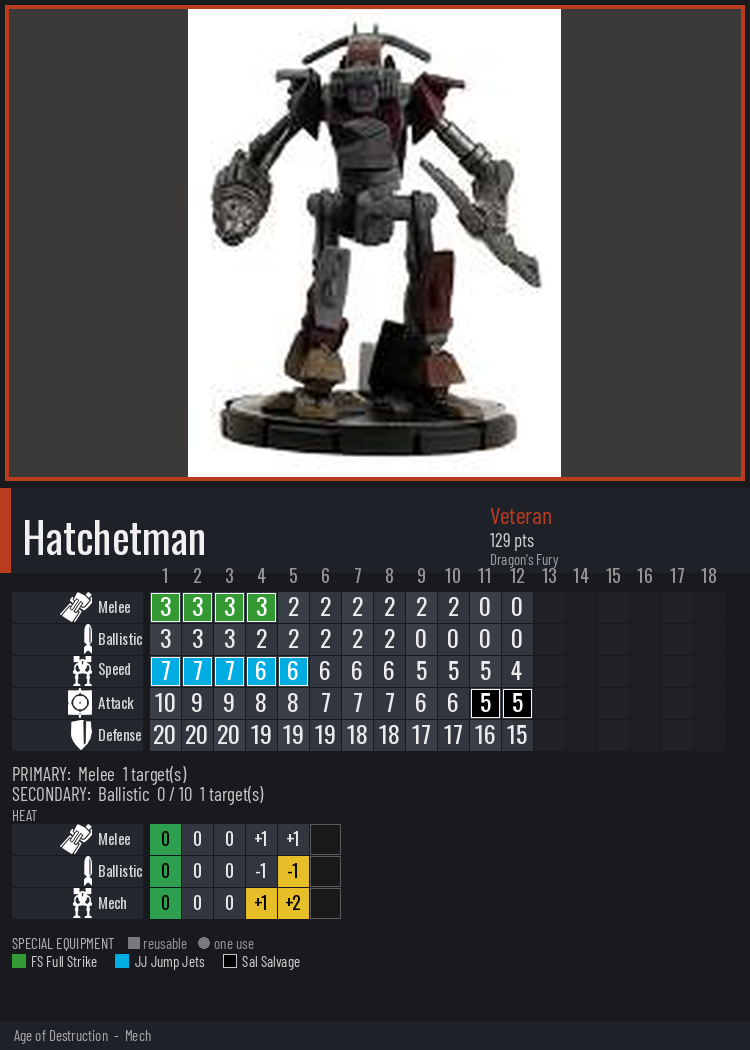 Hatchetman
Veteran
129 pts
Dragon's Fury
1 2 3 4 5 6 7 8 9 10 11 12 13 14 15 16 17 18
Melee 3 3 3 3 2 2 2 2 2 2 0 0
Ballistic 3 3 3 2 2 2 2 2 0 0 0 0
Speed 7 7 7 6 6 6 6 6 5 5 5 4
Attack 10 9 9 8 8 7 7 7 6 6 5 5
Defense 20 20 20 19 19 19 18 18 17 17 16 15
PRIMARY: Melee 1 target(s)
SECONDARY: Ballistic 0 / 10 1 target(s)
HEAT
Melee 0 0 0 +1 +1
Ballistic 0 0 0 -1 -1
Mech 0 0 0 +1 +2
SPECIAL EQUIPMENT reusable one use
FS Full Strike JJ Jump Jets Sal Salvage
Age of Destruction - Mech